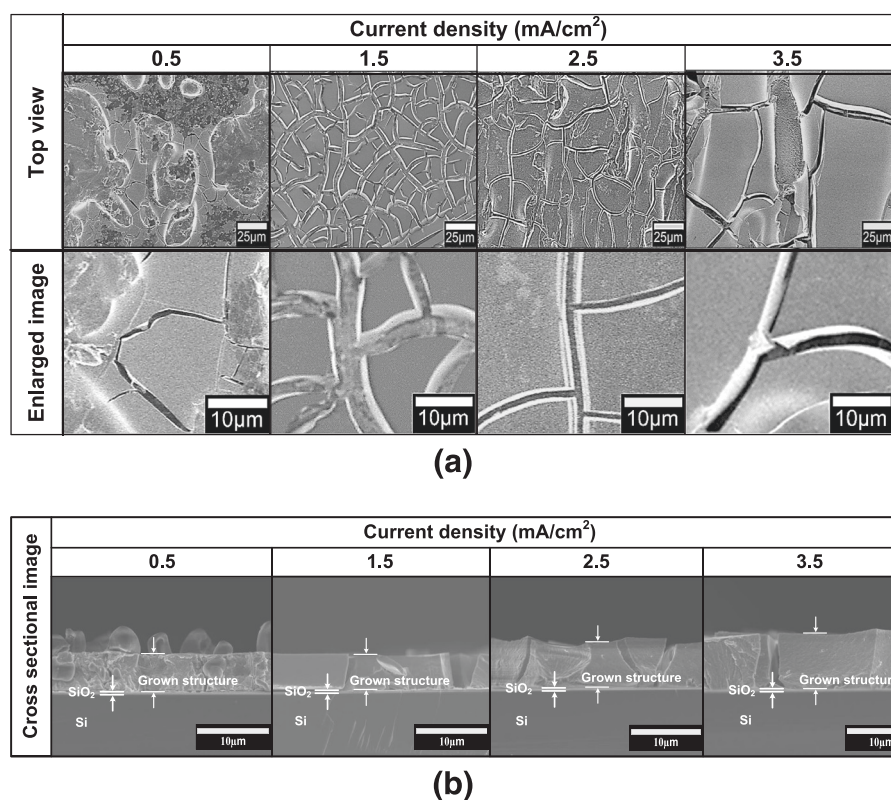 Current density (mA/cm²)
0.5 1.5 2.5 3.5
Top view
25µm 25µm 25µm 25µm
Enlarged image
10µm 10µm 10µm 10µm
(a)
Current density (mA/cm²)
0.5 1.5 2.5 3.5
Cross sectional image
Grown structure Grown structure Grown structure Grown structure
SiO₂ SiO₂ SiO₂ SiO₂
Si Si Si Si
10µm 10µm 10µm 10µm
(b)